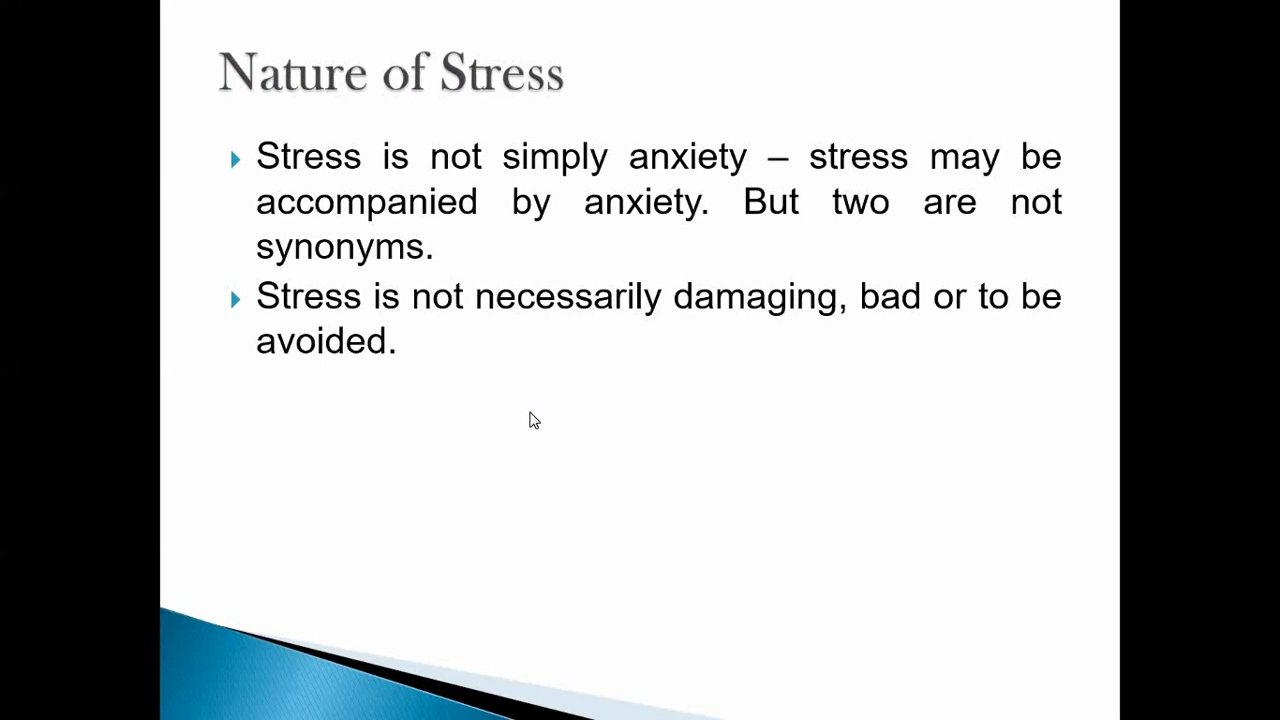 Nature of Stress
Stress is not simply anxiety – stress may be
accompanied by anxiety. But two are not
synonyms.
Stress is not necessarily damaging, bad or to be
avoided.